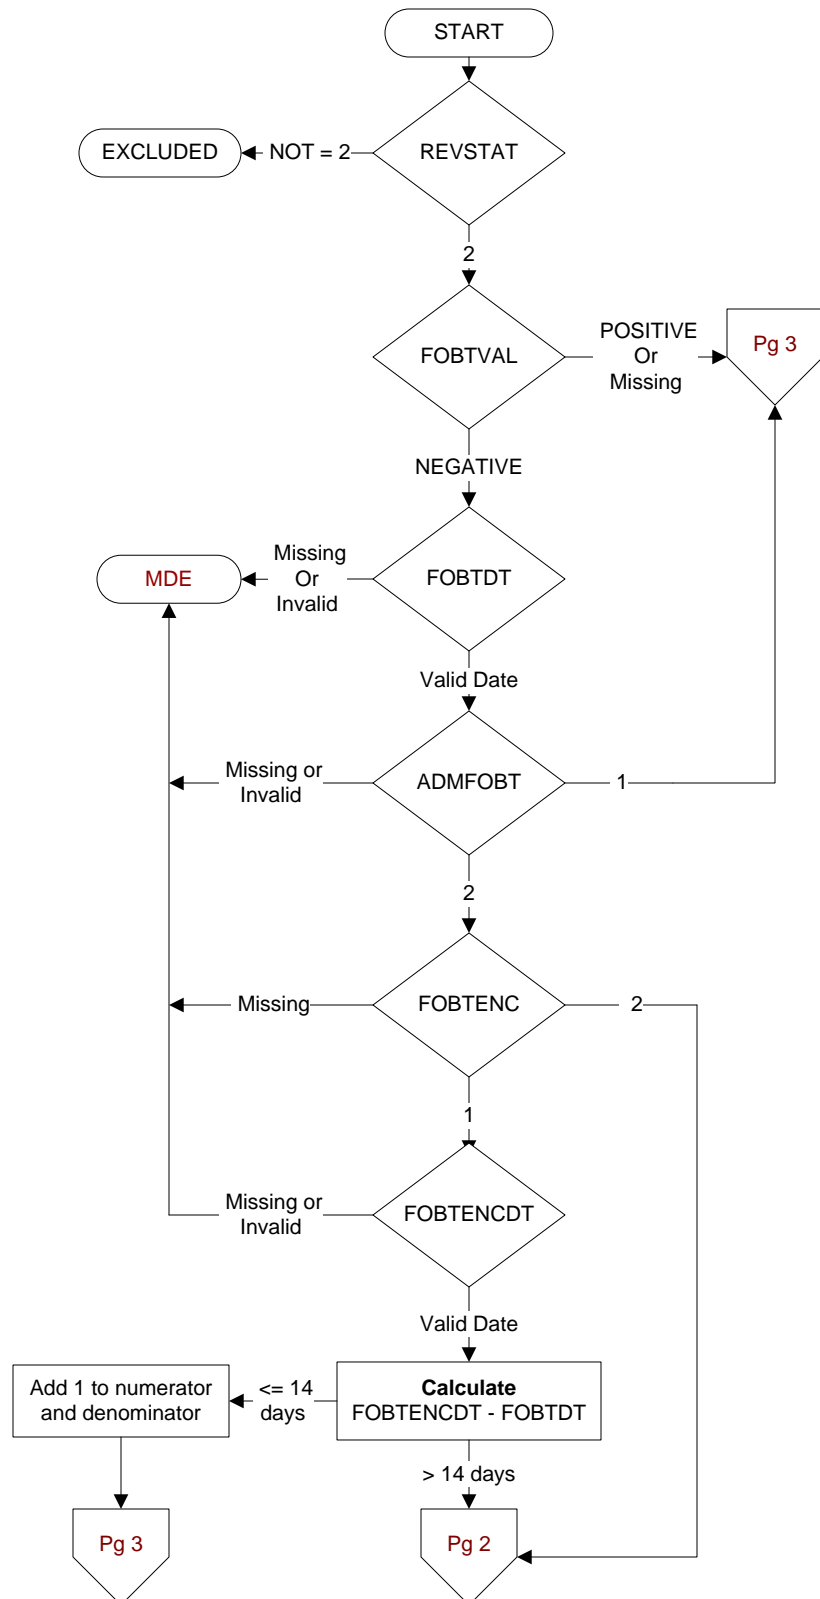 START
REVSTAT
NOT = 2
EXCLUDED
2
FOBTVAL
POSITIVE
Or
Missing
Pg 3
NEGATIVE
FOBTDT
Missing
Or
Invalid
MDE
Valid Date
ADMFOBT
Missing or
Invalid
1
2
FOBTENC
Missing
2
1
FOBTENCDT
Missing or
Invalid
Valid Date
Calculate
FOBTENCDT - FOBTDT
<= 14
days
Add 1 to numerator
and denominator
> 14 days
Pg 3
Pg 2